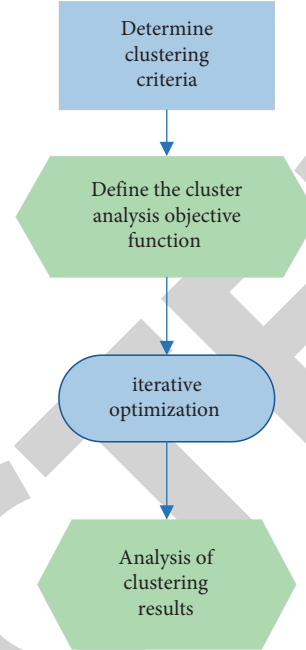 Determine
clustering
criteria
Define the cluster
analysis objective
function
iterative
optimization
Analysis of
clustering
results